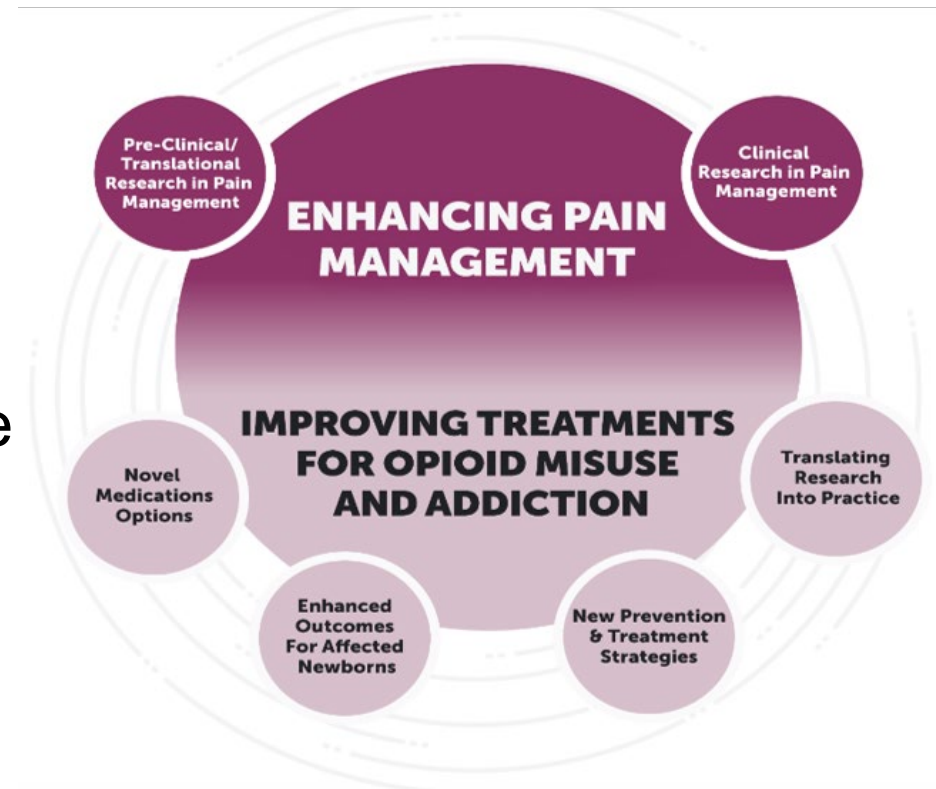 Pre-Clinical/
Translational
Research in Pain
Management
Clinical
Research in Pain
Management
ENHANCING PAIN
MANAGEMENT
e
IMPROVING TREATMENTS
FOR OPIOID MISUSE
AND ADDICTION
Novel
Medications
Options
Translating
Research
Into Practice
Enhanced
Outcomes
For Affected
Newborns
New Prevention
& Treatment
Strategies